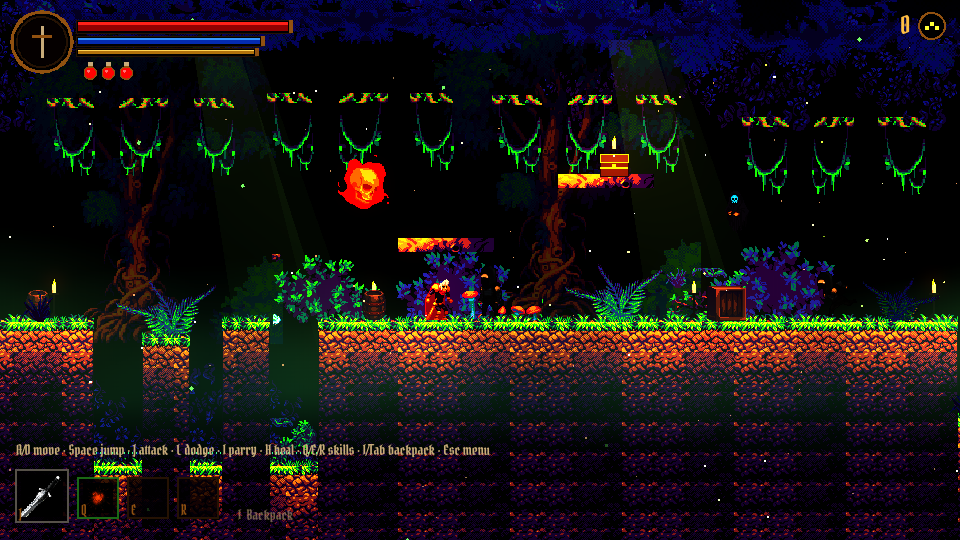 0
A/D move · Space jump · J attack · L dodge · I parry · H heal · Q/E/R skills · I/Tab backpack · Esc menu
Q E R
Backpack